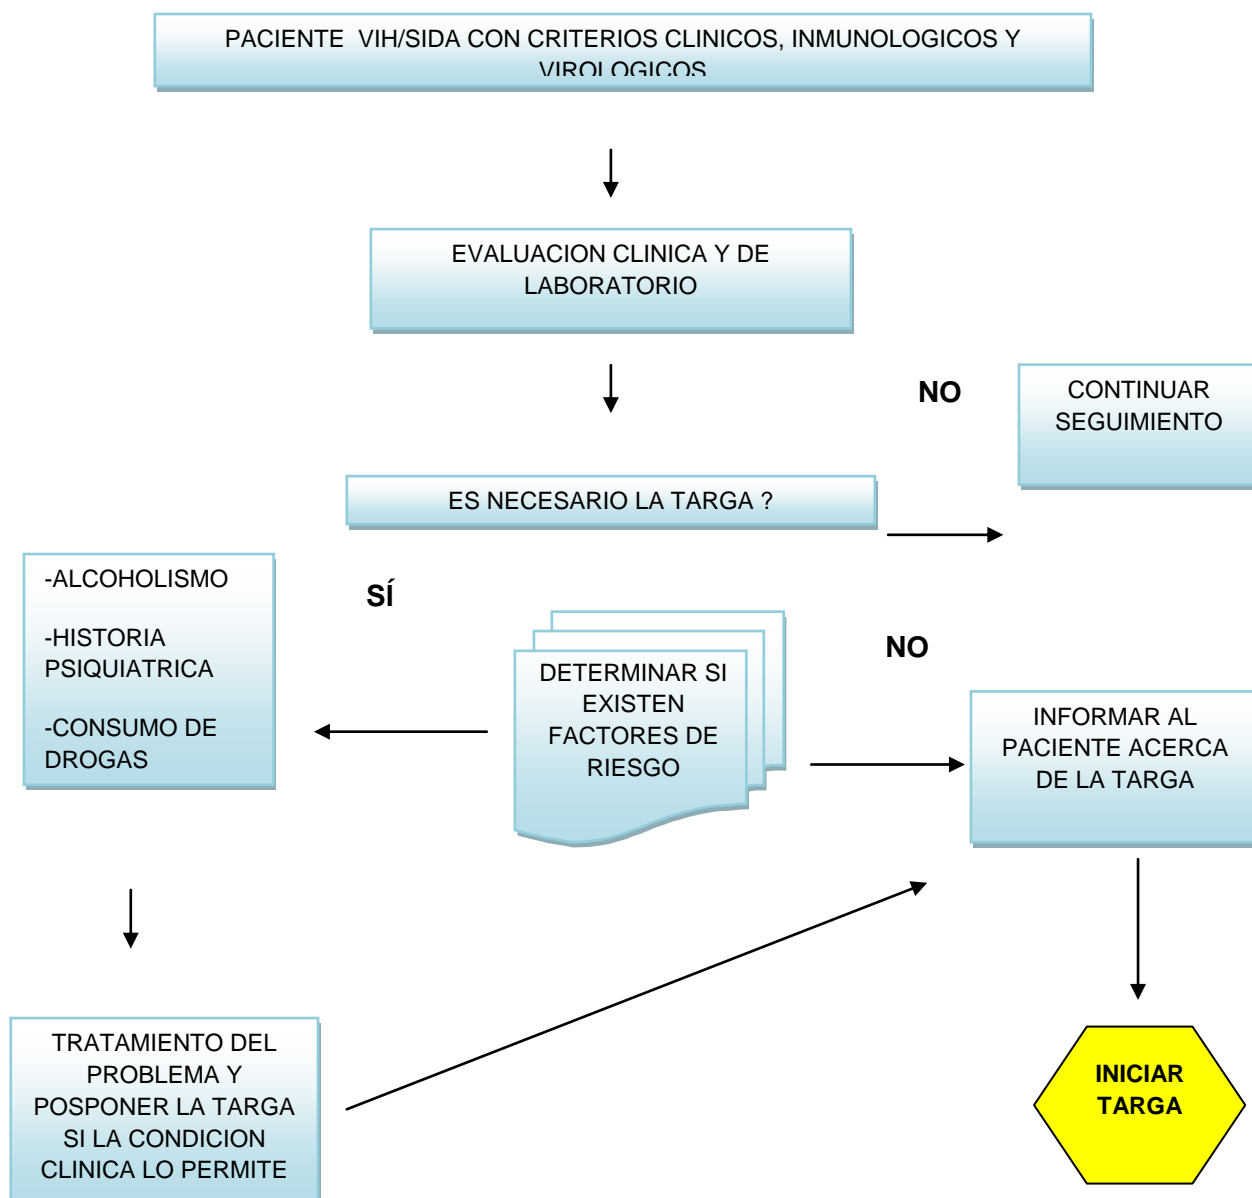 PACIENTE VIH/SIDA CON CRITERIOS CLINICOS, INMUNOLOGICOS Y
VIROLOGICOS
EVALUACION CLINICA Y DE
LABORATORIO
NO
CONTINUAR
SEGUIMIENTO
ES NECESARIO LA TARGA ?
-ALCOHOLISMO
-HISTORIA
PSIQUIATRICA
-CONSUMO DE
DROGAS
SÍ
DETERMINAR SI
EXISTEN
FACTORES DE
RIESGO
NO
INFORMAR AL
PACIENTE ACERCA
DE LA TARGA
TRATAMIENTO DEL
PROBLEMA Y
POSPONER LA TARGA
SI LA CONDICION
CLINICA LO PERMITE
INICIAR
TARGA